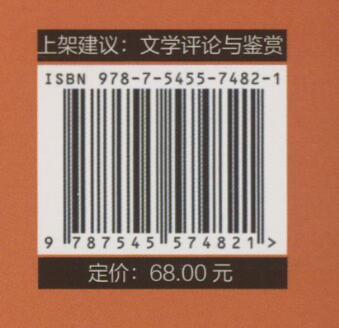 上架建议：文学评论与鉴赏
ISBN 978-7-5455-7482-1
9 787545 574821 >
定价：68.00 元